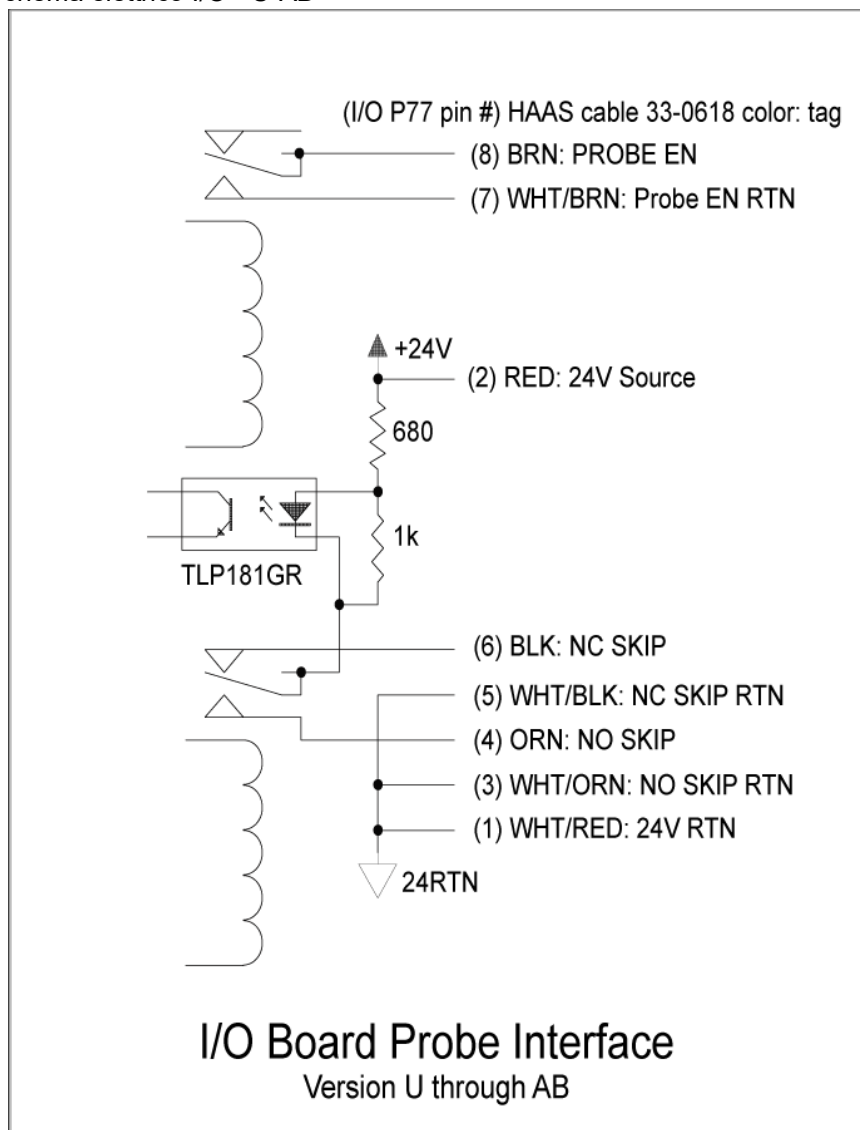 (I/O P77 pin #) HAAS cable 33-0618 color: tag
(8) BRN: PROBE EN
(7) WHT/BRN: Probe EN RTN
+24V
(2) RED: 24V Source
680
1k
TLP181GR
(6) BLK: NC SKIP
(5) WHT/BLK: NC SKIP RTN
(4) ORN: NO SKIP
(3) WHT/ORN: NO SKIP RTN
(1) WHT/RED: 24V RTN
24RTN
I/O Board Probe Interface
Version U through AB